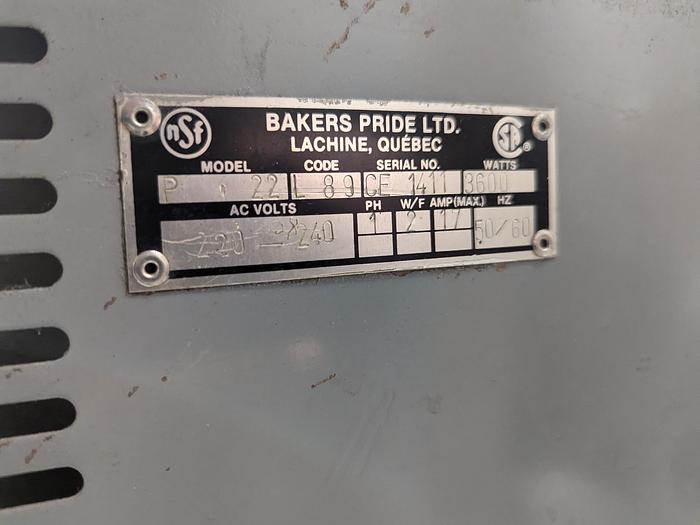 nsf
BAKERS PRIDE LTD.
LACHINE, QUÉBEC
SA ®
MODEL CODE SERIAL NO. WATTS
P 22 L 89 CE 1411 3600
AC VOLTS PH W/F AMP(MAX.) HZ
220 240 1 2 17 50/60